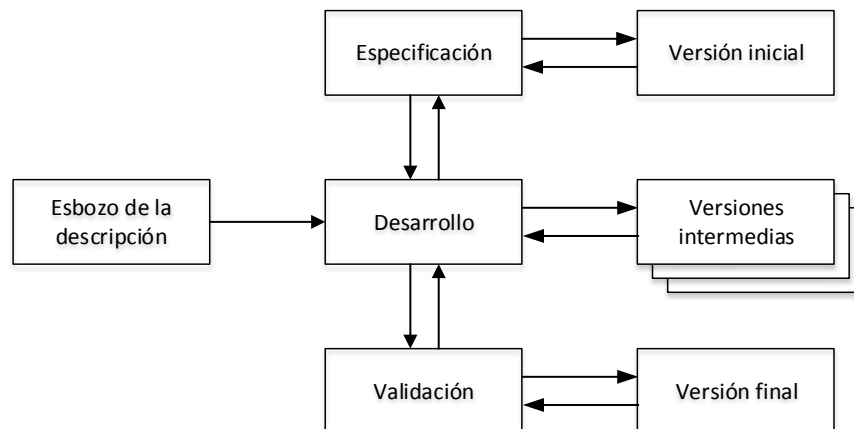 Especificación
Versión inicial
Esbozo de la
descripción
Desarrollo
Versiones
intermedias
Validación
Versión final